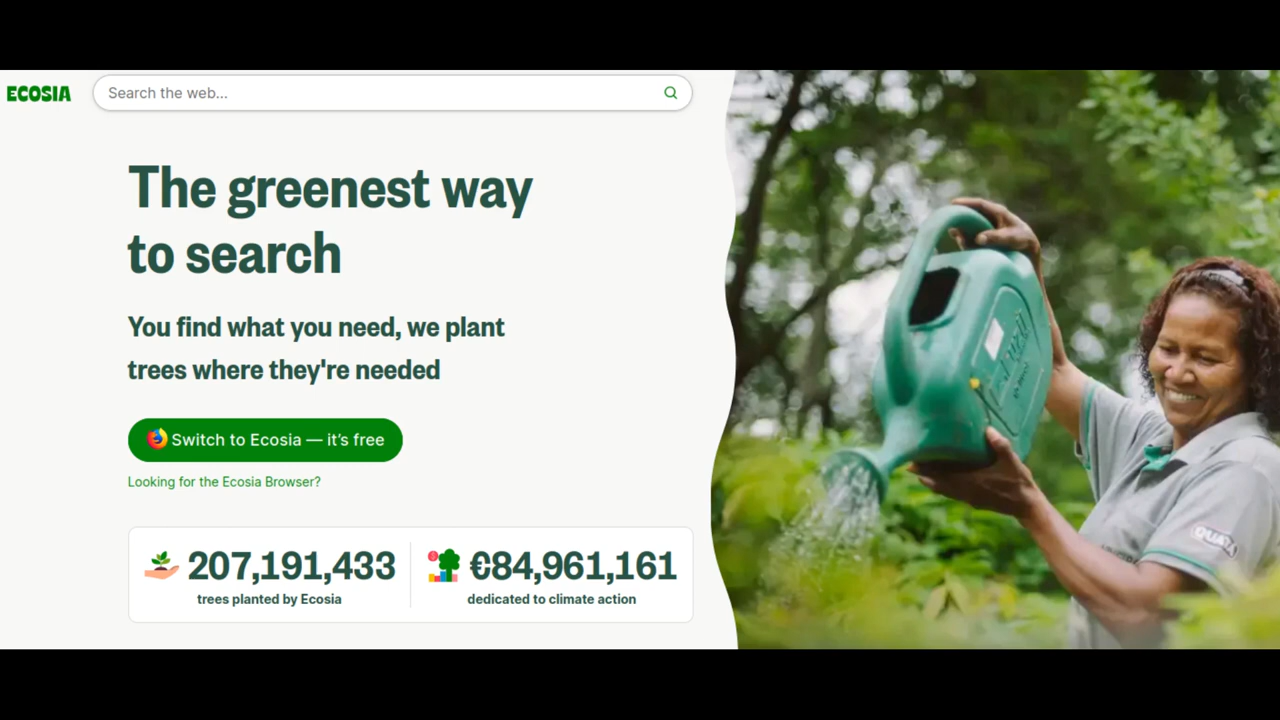 ECOSIA
Search the web...
The greenest way
to search
You find what you need, we plant
trees where they're needed
Switch to Ecosia — it’s free
Looking for the Ecosia Browser?
207,191,433
trees planted by Ecosia
€84,961,161
dedicated to climate action